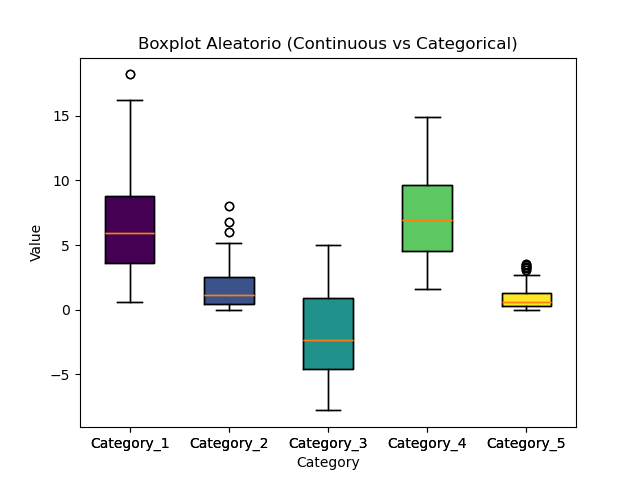 Boxplot Aleatorio (Continuous vs Categorical)
Value
15
10
5
0
−5
Category_1 Category_2 Category_3 Category_4 Category_5
Category